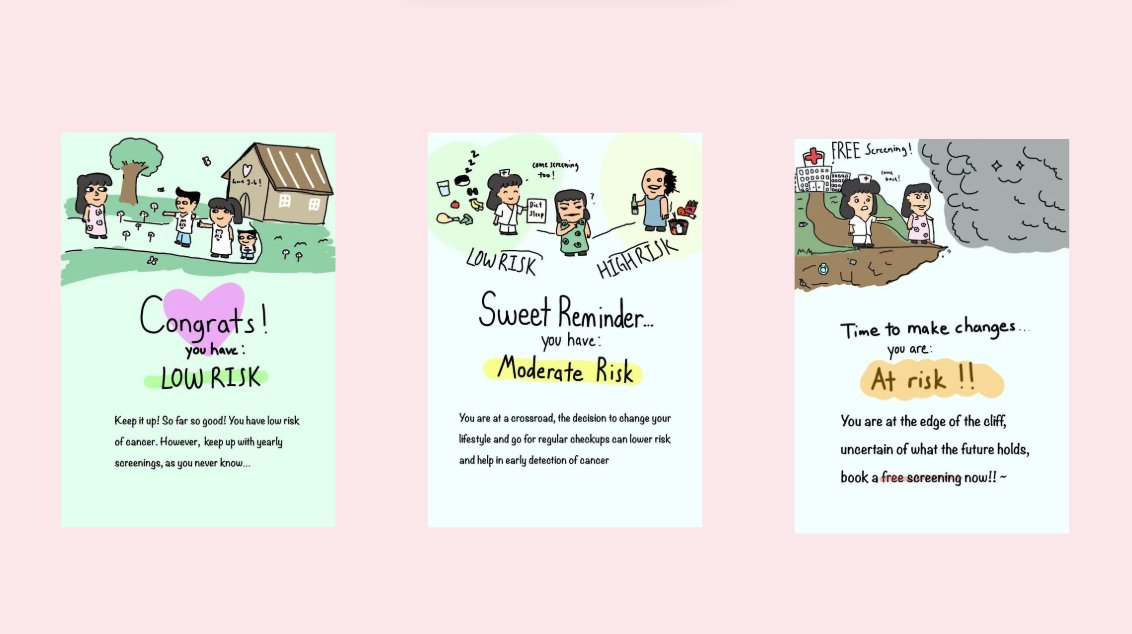 Congrats!
you have:
LOW RISK
Keep it up! So far so good! You have low risk
of cancer. However, keep up with yearly
screenings, as you never know...
come screening
too!
Diet
Sleep
?
LOW RISK
HIGH RISK
Sweet Reminder...
you have:
Moderate Risk
You are at a crossroad, the decision to change your
lifestyle and go for regular checkups can lower risk
and help in early detection of cancer
FREE Screening!
come
back!
Time to make changes...
you are:
At risk !!
You are at the edge of the cliff,
uncertain of what the future holds,
book a free screening now!! ~